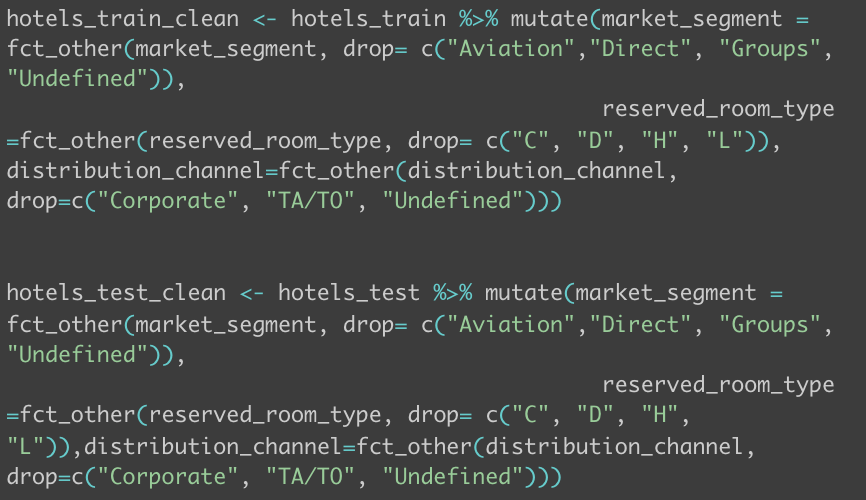 hotels_train_clean <- hotels_train %>% mutate(market_segment =
fct_other(market_segment, drop= c("Aviation","Direct", "Groups",
"Undefined")),
reserved_room_type
=fct_other(reserved_room_type, drop= c("C", "D", "H", "L")),
distribution_channel=fct_other(distribution_channel,
drop=c("Corporate", "TA/TO", "Undefined")))
hotels_test_clean <- hotels_test %>% mutate(market_segment =
fct_other(market_segment, drop= c("Aviation","Direct", "Groups",
"Undefined")),
reserved_room_type
=fct_other(reserved_room_type, drop= c("C", "D", "H",
"L")),distribution_channel=fct_other(distribution_channel,
drop=c("Corporate", "TA/TO", "Undefined")))